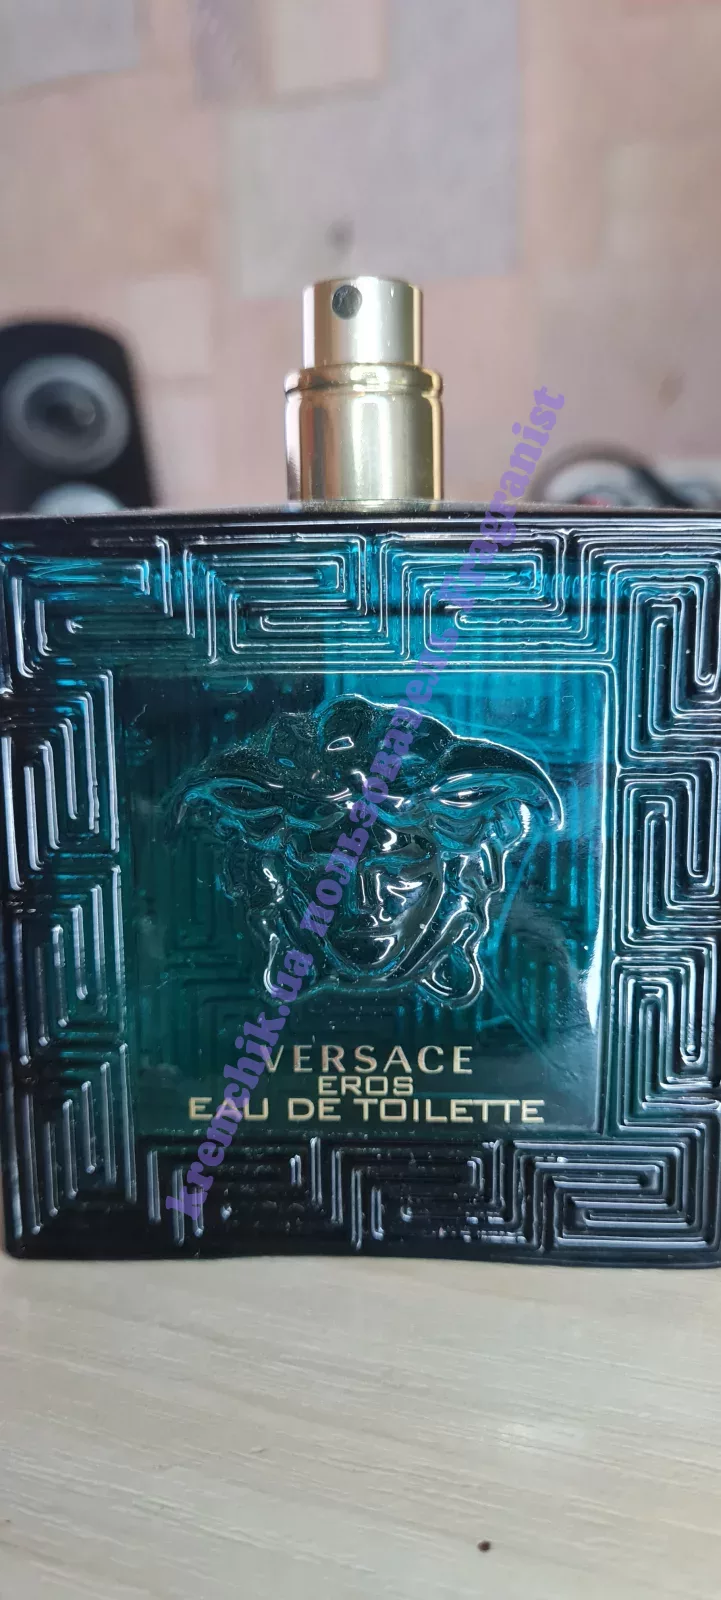 VERSACE
EROS
EAU DE TOILETTE
kremchik.ua пользователь Fragranist